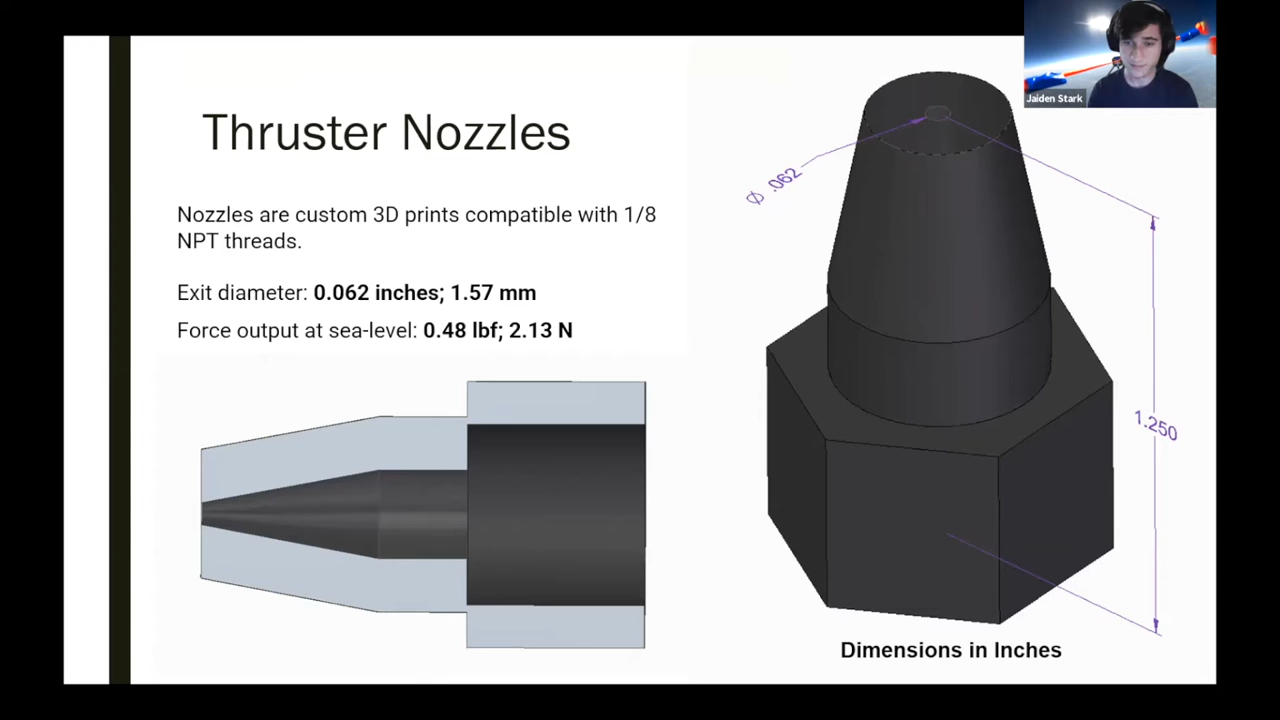 Jaiden Stark
Thruster Nozzles
Nozzles are custom 3D prints compatible with 1/8
NPT threads.
Exit diameter: 0.062 inches; 1.57 mm
Force output at sea-level: 0.48 lbf; 2.13 N
Ø .062
1.250
Dimensions in Inches